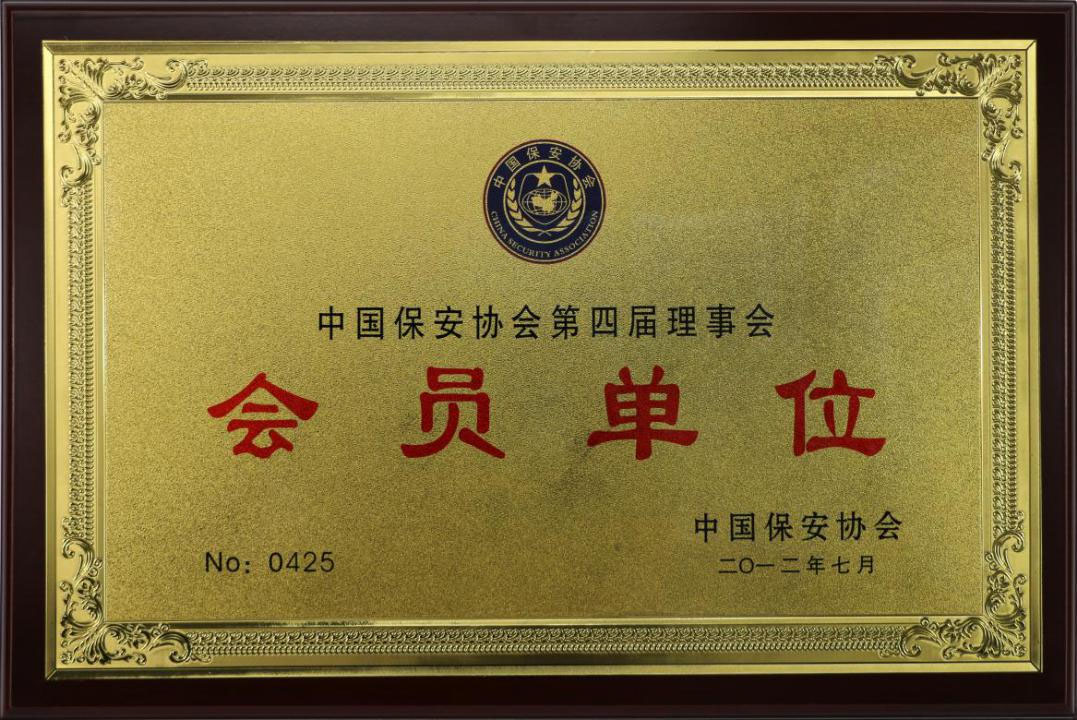 中国保安协会
CHINA SECURITY ASSOCIATION
中国保安协会第四届理事会
会员单位
No: 0425
中国保安协会
二〇一二年七月